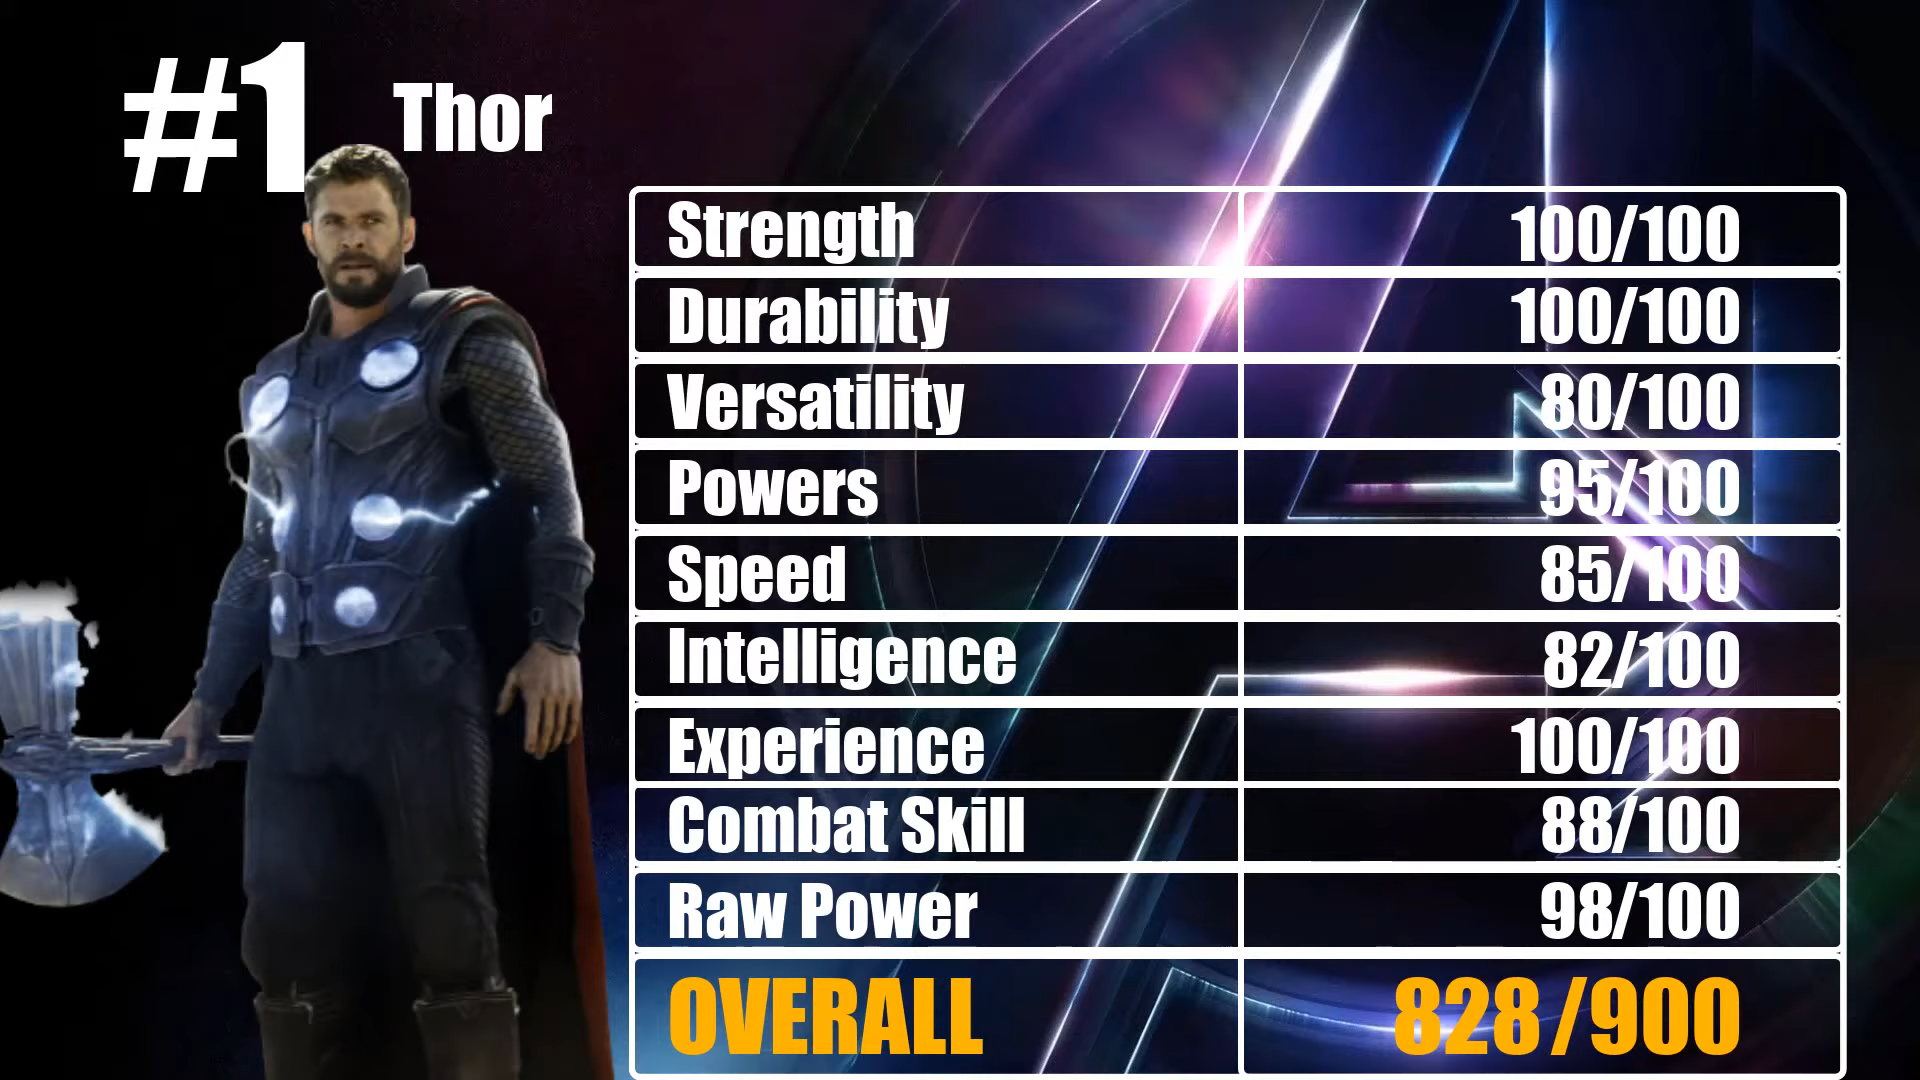 #1 Thor
Strength 100/100
Durability 100/100
Versatility 80/100
Powers 95/100
Speed 85/100
Intelligence 82/100
Experience 100/100
Combat Skill 88/100
Raw Power 98/100
OVERALL 828/900